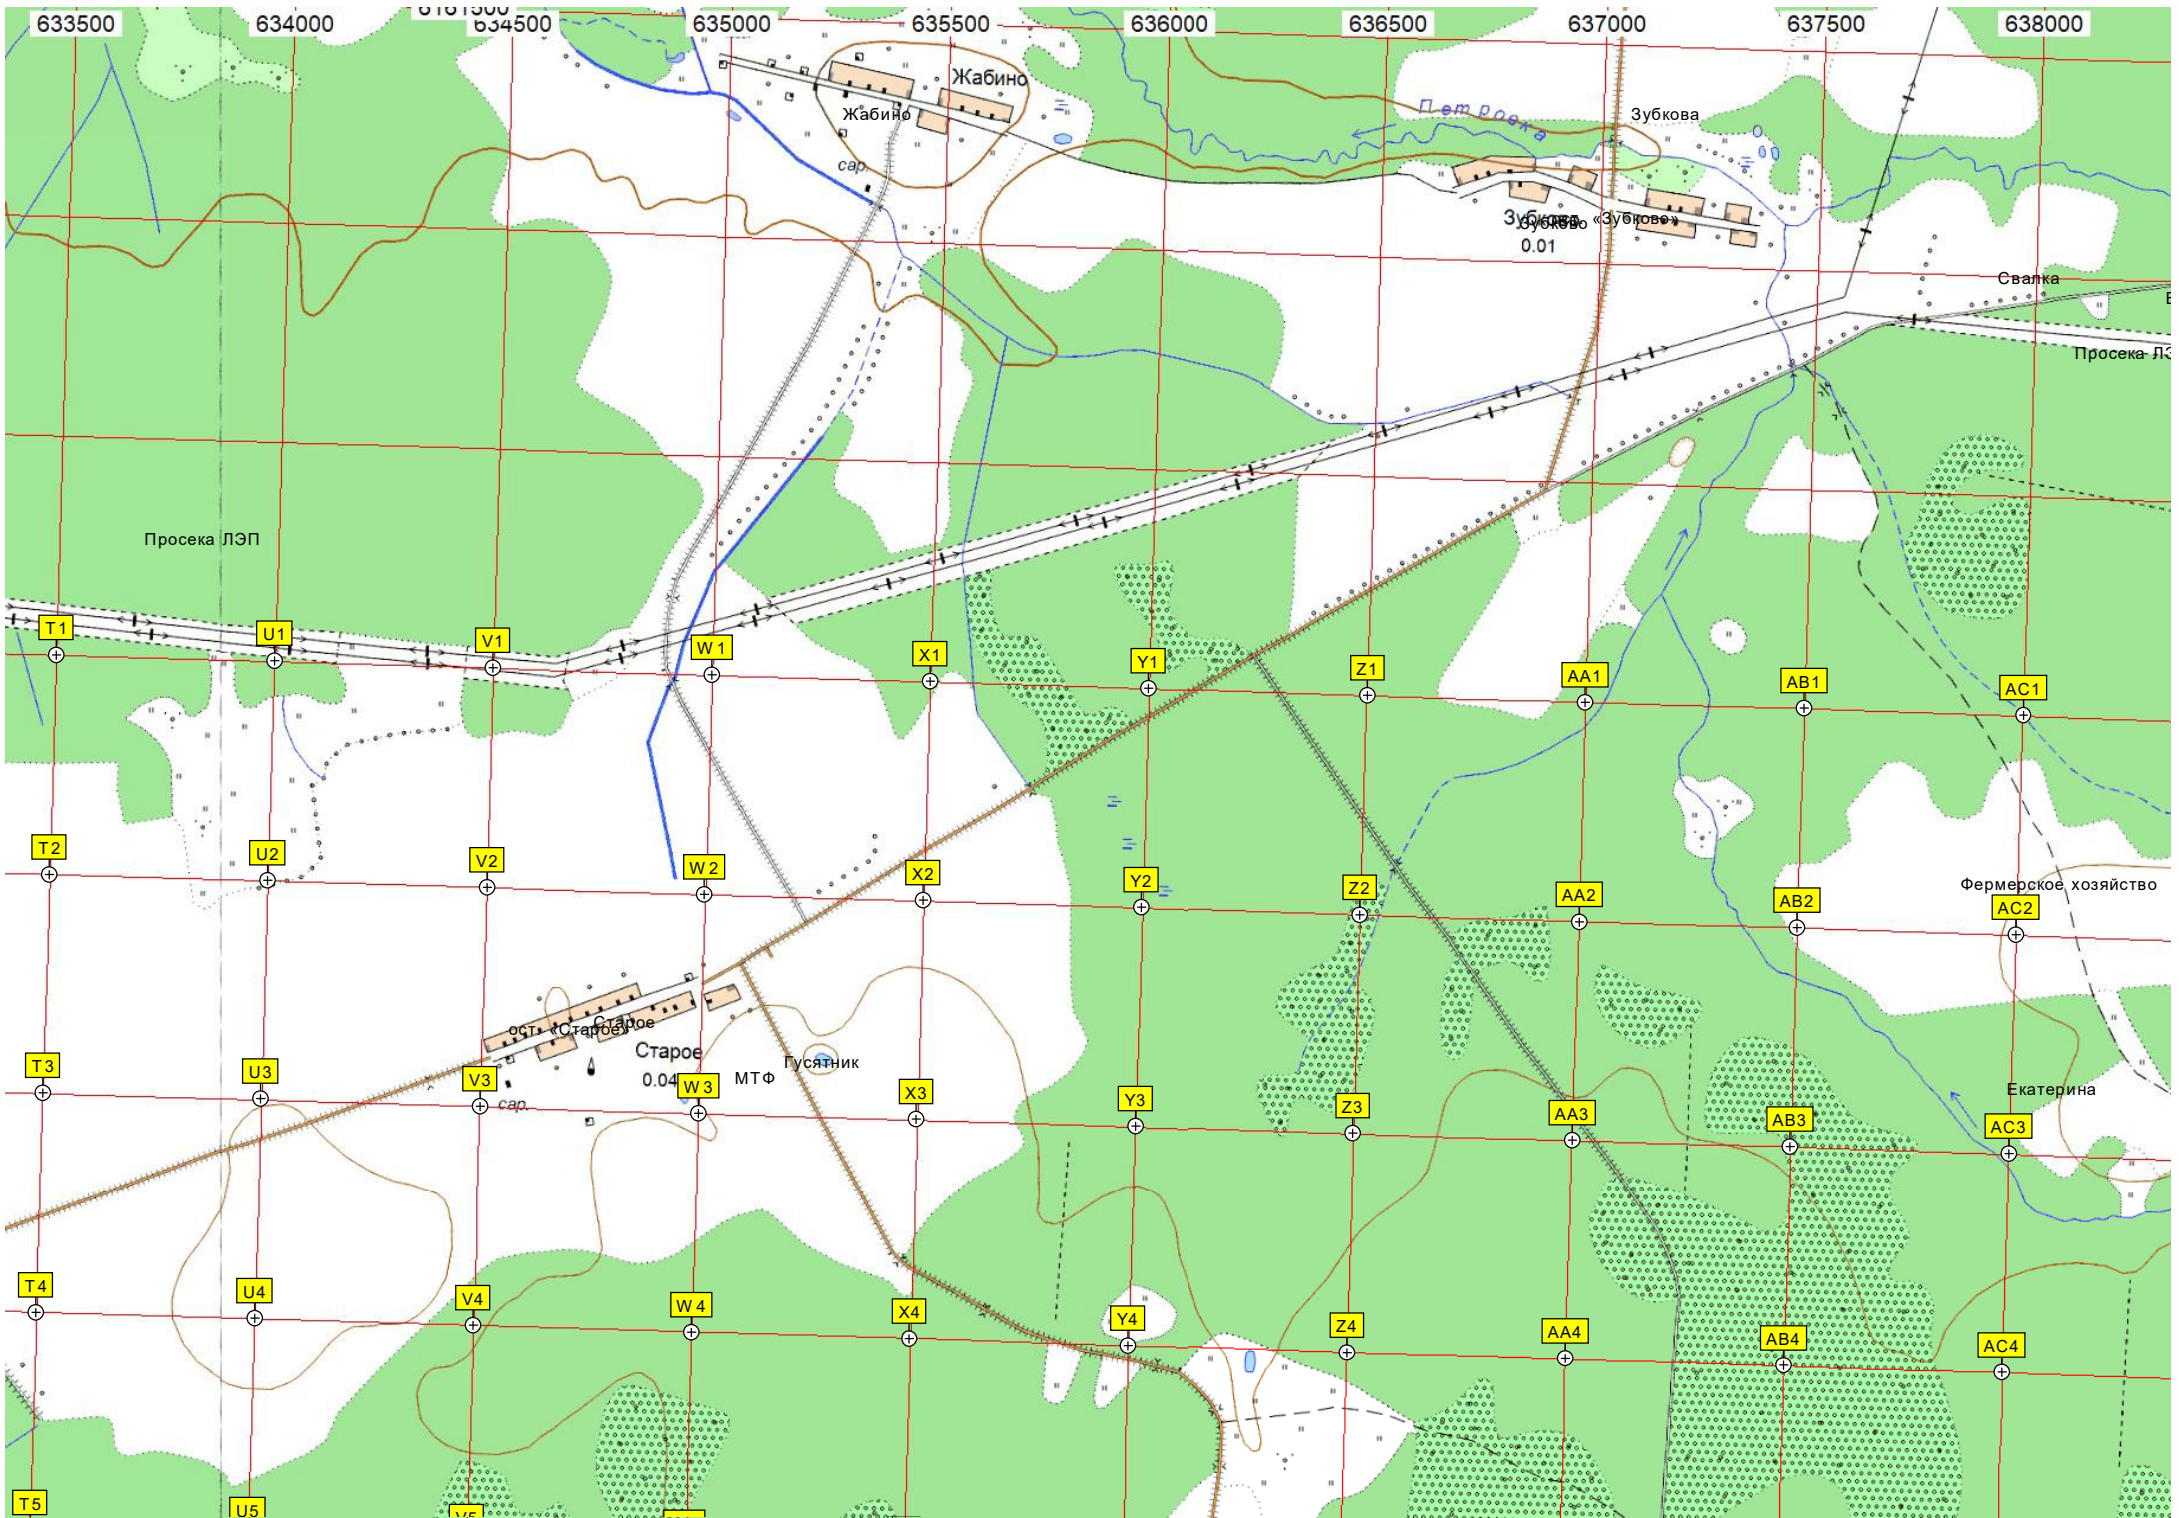 6161500
633500 634000 634500 635000 635500 636000 636500 637000 637500 638000
Жабино
Жабино
Петровка
Зубкова
сар.
«Зубково»
Зубково
0.01
Свалка
Просека ЛЭ
Просека ЛЭП
T1 U1 V1 W1 X1 Y1 Z1 AA1 AB1 AC1
T2 U2 V2 W2 X2 Y2 Z2 AA2 AB2 AC2
Фермерское хозяйство
ост. «Старое»
Старое
Старое
0.04
Гусятник
МТФ
сар.
Екатерина
T3 U3 V3 W3 X3 Y3 Z3 AA3 AB3 AC3
T4 U4 V4 W4 X4 Y4 Z4 AA4 AB4 AC4
T5 U5 V5